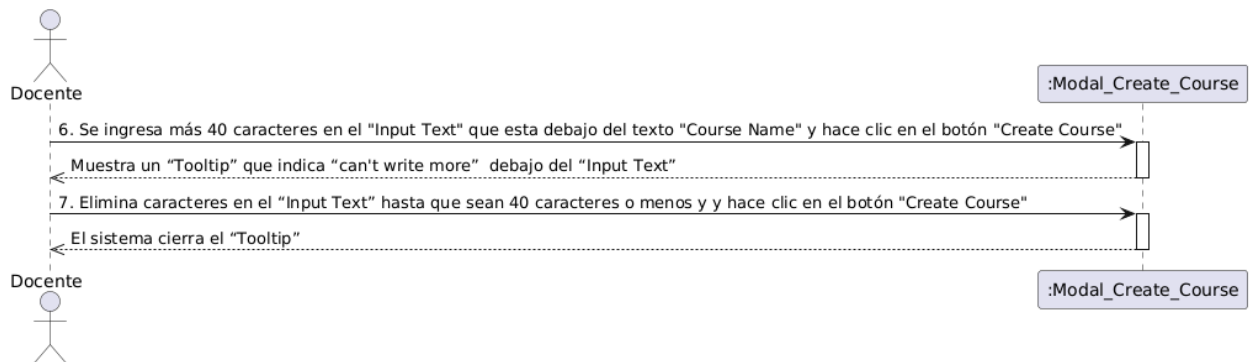 Docente
:Modal_Create_Course
6. Se ingresa más 40 caracteres en el "Input Text" que esta debajo del texto "Course Name" y hace clic en el botón "Create Course"
Muestra un “Tooltip” que indica “can't write more”  debajo del “Input Text”
7. Elimina caracteres en el “Input Text” hasta que sean 40 caracteres o menos y y hace clic en el botón "Create Course"
El sistema cierra el “Tooltip”
Docente
:Modal_Create_Course